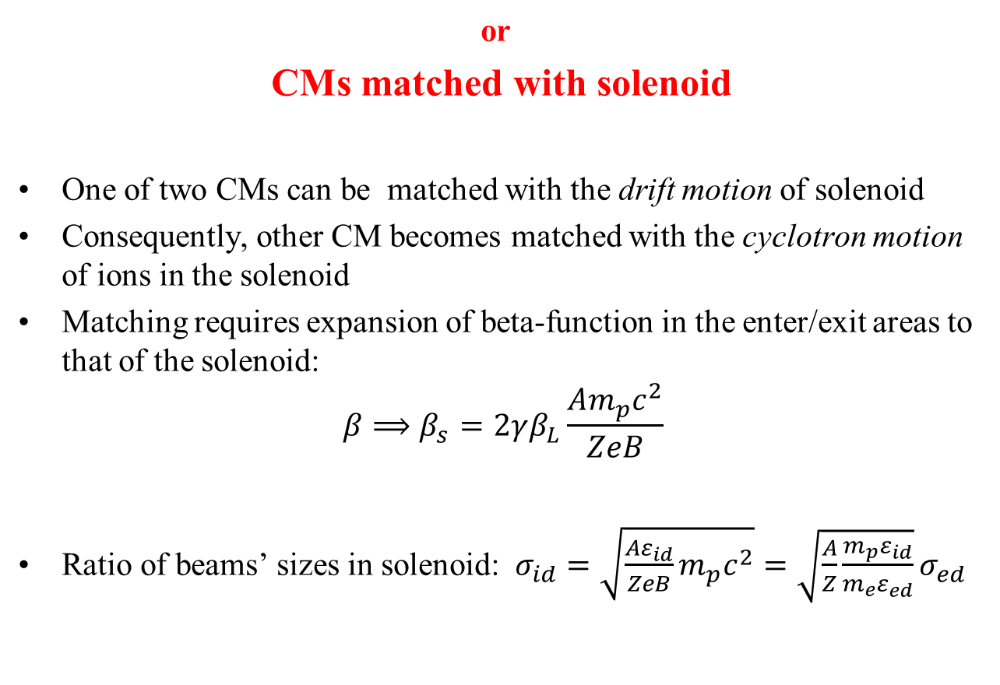 or
CMs matched with solenoid
• One of two CMs can be matched with the drift motion of solenoid
• Consequently, other CM becomes matched with the cyclotron motion
of ions in the solenoid
• Matching requires expansion of beta-function in the enter/exit areas to
that of the solenoid:
$\beta \Longrightarrow \beta_s = 2\gamma\beta_L \frac{Am_pc^2}{ZeB}$
• Ratio of beams’ sizes in solenoid: $\sigma_{id} = \sqrt{\frac{A\varepsilon_{id}}{ZeB}m_pc^2} = \sqrt{\frac{A}{Z}\frac{m_p\varepsilon_{id}}{m_e\varepsilon_{ed}}}\sigma_{ed}$